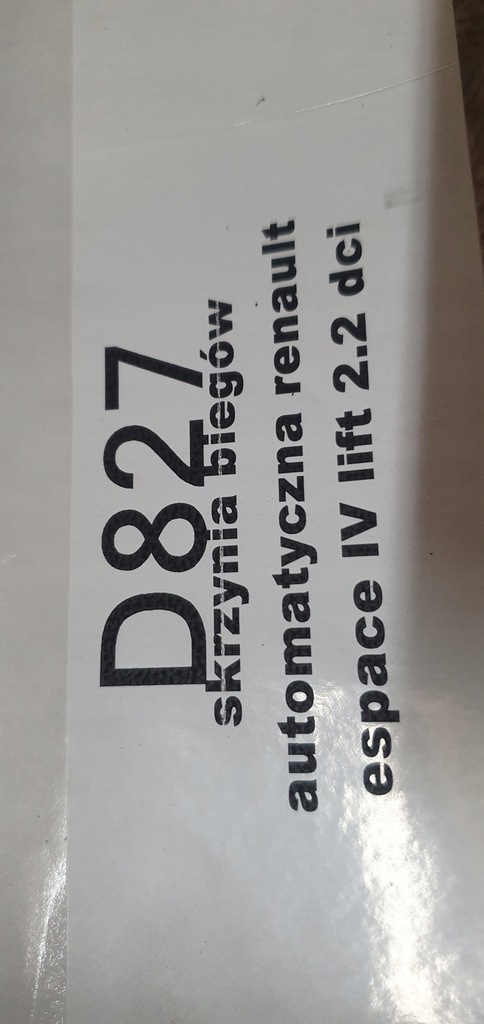 D827
skrzynia biegów
automatyczna renault
espace IV lift 2.2 dci